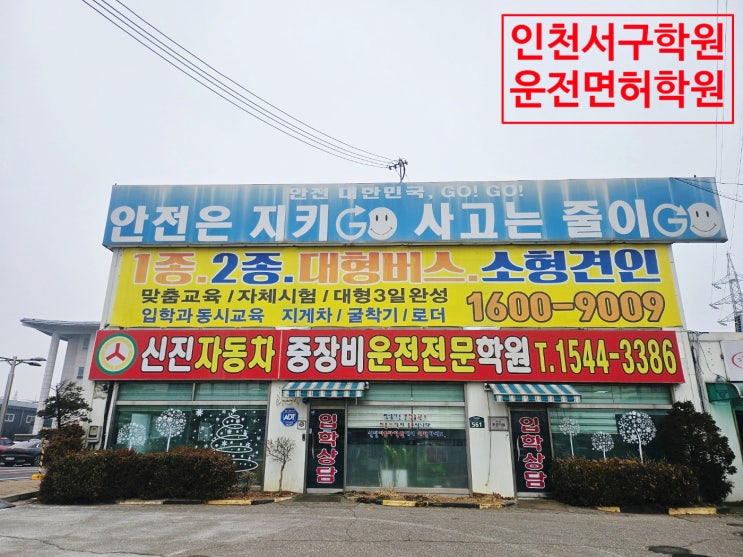 인천서구학원
운전면허학원
안전 대한민국, GO! GO!
안전은 지키GO 사고는 줄이GO
1종.2종.대형버스.소형견인
맞춤교육/자체시험/대형3일완성
입학과동시교육 지게차/굴착기/로더
1600-9009
신진자동차 중장비운전전문학원 T.1544-3386
ADT
561
입학상담
입학상담